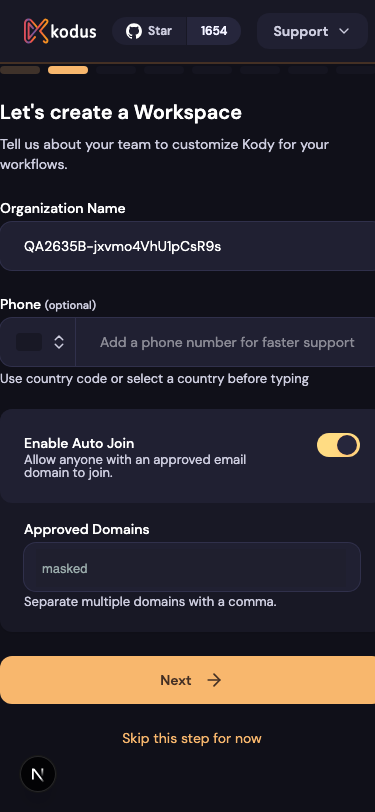 kodus
Star 1654
Support
Let's create a Workspace
Tell us about your team to customize Kody for your
workflows.
Organization Name
QA2635B-jxvmo4VhU1pCsR9s
Phone (optional)
Add a phone number for faster support
Use country code or select a country before typing
Enable Auto Join
Allow anyone with an approved email
domain to join.
Approved Domains
masked
Separate multiple domains with a comma.
Next
Skip this step for now
N